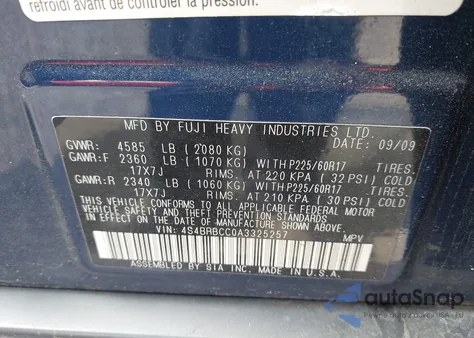 refroidi avant de contrôler la pression.
MFD BY FUJI HEAVY INDUSTRIES LTD.
GVWR: 4585 LB (2080 KG) DATE: 09/09
GAWR:F 2360 LB (1070 KG) WITH P225/60R17 TIRES.
17X7J RIMS. AT 220 KPA (32 PSI) COLD
GAWR:R 2340 LB (1060 KG) WITH P225/60R17 TIRES.
17X7J RIMS. AT 210 KPA (30 PSI) COLD
THIS VEHICLE CONFORMS TO ALL APPLICABLE FEDERAL MOTOR
VEHICLE SAFETY AND THEFT PREVENTION STANDARDS IN EFFECT ON THE
DATE OF MANUFACTURE SHOWN ABOVE.
VIN: 4S4BRBCC0A3325257 MPV
ASSEMBLED BY SIA INC. MADE IN U.S.A.
autoSnap